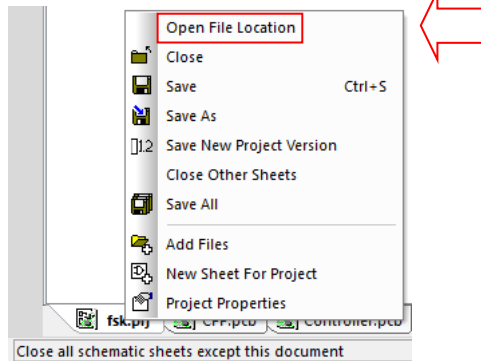 Open File Location
Close
Save Ctrl+S
Save As
Save New Project Version
Close Other Sheets
Save All
Add Files
New Sheet For Project
Project Properties
fsk.prj CPP.pcb Controller.pcb
Close all schematic sheets except this document